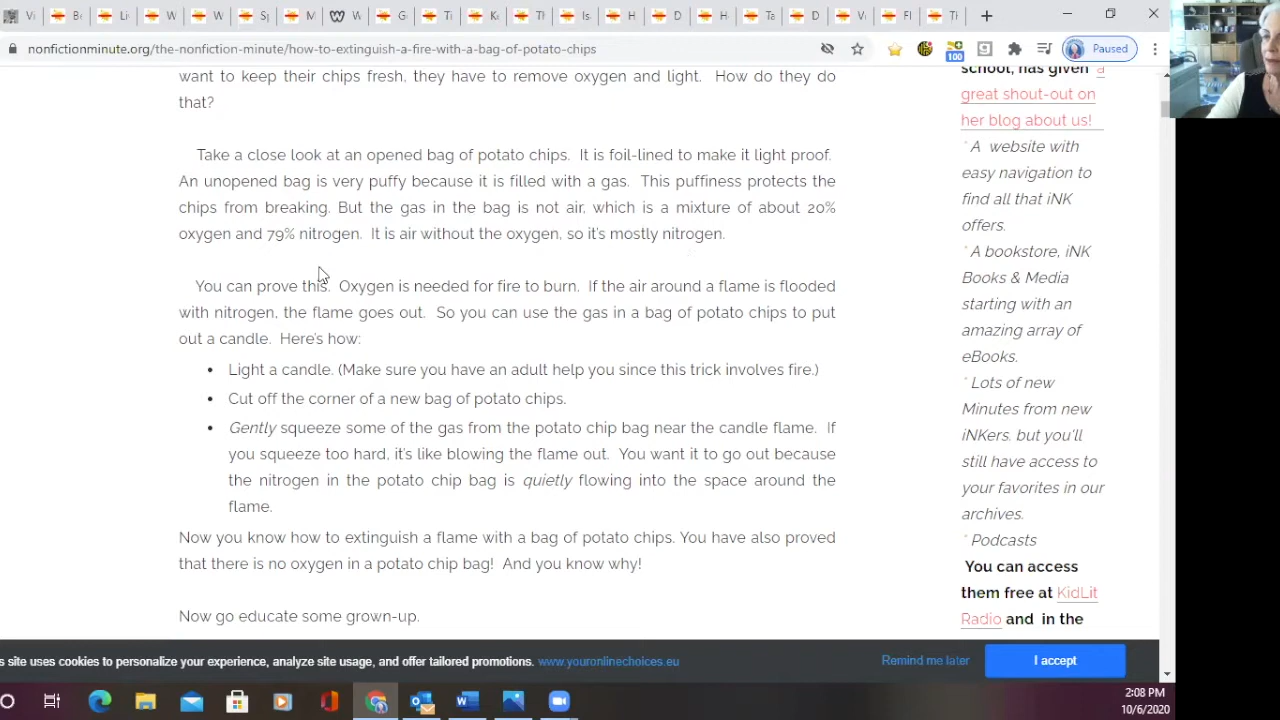 nonfictionminute.org/the-nonfiction-minute/how-to-extinguish-a-fire-with-a-bag-of-potato-chips
100
Paused
want to keep their chips fresh, they have to remove oxygen and light. How do they do
that?
Take a close look at an opened bag of potato chips. It is foil-lined to make it light proof.
An unopened bag is very puffy because it is filled with a gas. This puffiness protects the
chips from breaking. But the gas in the bag is not air, which is a mixture of about 20%
oxygen and 79% nitrogen. It is air without the oxygen, so it's mostly nitrogen.
You can prove this. Oxygen is needed for fire to burn. If the air around a flame is flooded
with nitrogen, the flame goes out. So you can use the gas in a bag of potato chips to put
out a candle. Here's how:
• Light a candle. (Make sure you have an adult help you since this trick involves fire.)
• Cut off the corner of a new bag of potato chips.
• Gently squeeze some of the gas from the potato chip bag near the candle flame. If
you squeeze too hard, it's like blowing the flame out. You want it to go out because
the nitrogen in the potato chip bag is quietly flowing into the space around the
flame.
Now you know how to extinguish a flame with a bag of potato chips. You have also proved
that there is no oxygen in a potato chip bag! And you know why!
Now go educate some grown-up.
school, has given a
great shout-out on
her blog about us!
* A website with
easy navigation to
find all that iNK
offers.
* A bookstore, iNK
Books & Media
starting with an
amazing array of
eBooks.
* Lots of new
Minutes from new
iNKers, but you'll
still have access to
your favorites in our
archives.
* Podcasts
You can access
them free at KidLit
Radio and in the
s site uses cookies to personalize your experience, analyze site usage, and offer tailored promotions. www.youronlinechoices.eu
Remind me later
I accept
2:08 PM
10/6/2020